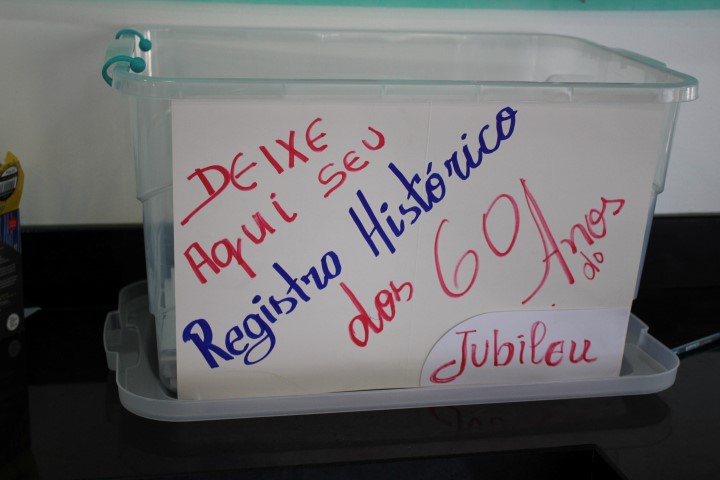 DEIXE
Aqui SEU
Registro Histórico
dos 60 Anos
do
Jubileu